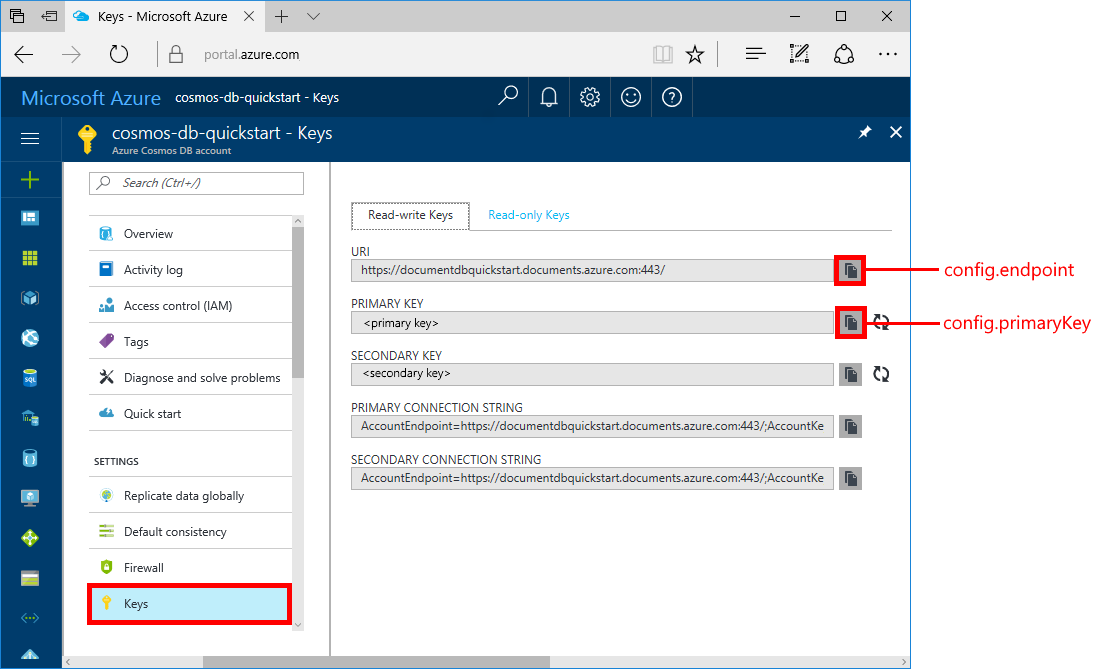 Keys - Microsoft Azure
portal.azure.com
Microsoft Azure cosmos-db-quickstart - Keys
cosmos-db-quickstart - Keys
Azure Cosmos DB account
Search (Ctrl+/)
Overview
Activity log
Access control (IAM)
Tags
Diagnose and solve problems
Quick start
SETTINGS
Replicate data globally
Default consistency
Firewall
Keys
Read-write Keys Read-only Keys
URI
https://documentdbquickstart.documents.azure.com:443/
config.endpoint
PRIMARY KEY
<primary key>
config.primaryKey
SECONDARY KEY
<secondary key>
PRIMARY CONNECTION STRING
AccountEndpoint=https://documentdbquickstart.documents.azure.com:443/;AccountKe
SECONDARY CONNECTION STRING
AccountEndpoint=https://documentdbquickstart.documents.azure.com:443/;AccountKe
SQL